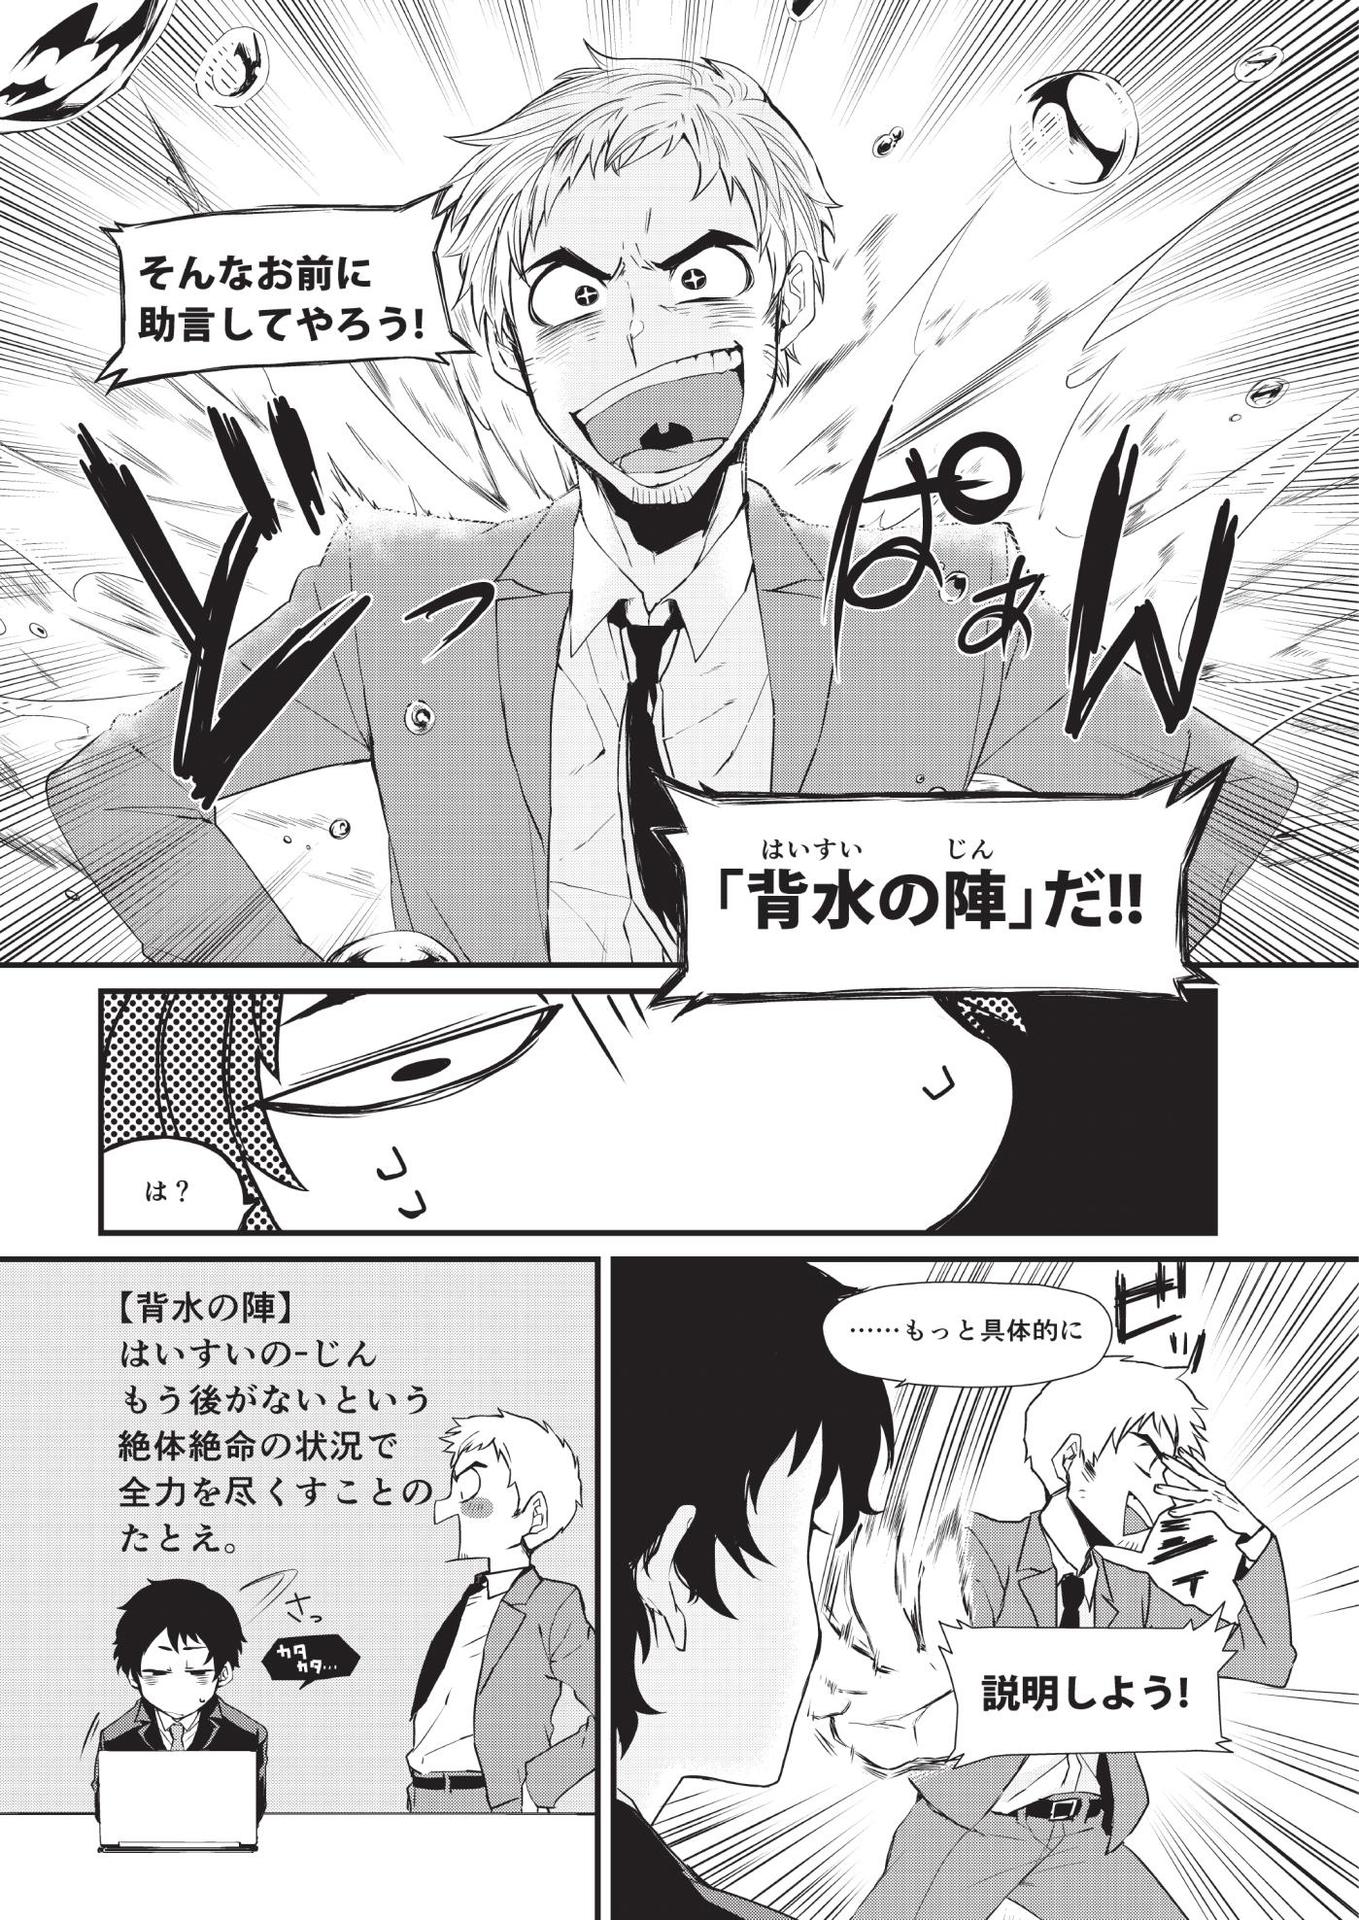 そんなお前に
助言してやろう!
どっぱぁん
はいすい じん
「背水の陣」だ!!
は?
【背水の陣】
はいすいの-じん
もう後がないという
絶体絶命の状況で
全力を尽くすことの
たとえ。
さっ
カタ
カタ…
……もっと具体的に
ビッ
説明しよう!